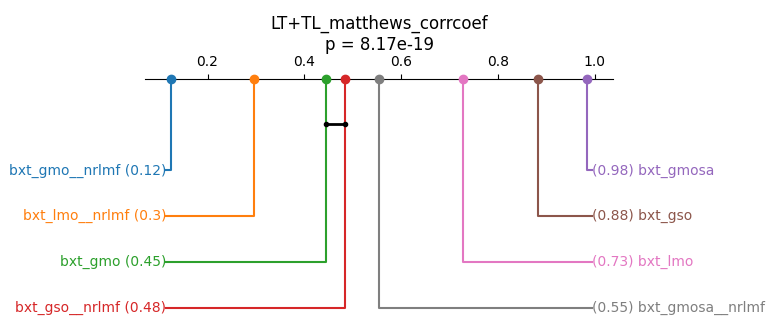 LT+TL_matthews_corrcoef
p = 8.17e-19
0.2 0.4 0.6 0.8 1.0
bxt_gmo__nrlmf (0.12) (0.98) bxt_gmosa
bxt_lmo__nrlmf (0.3) (0.88) bxt_gso
bxt_gmo (0.45) (0.73) bxt_lmo
bxt_gso__nrlmf (0.48) (0.55) bxt_gmosa__nrlmf